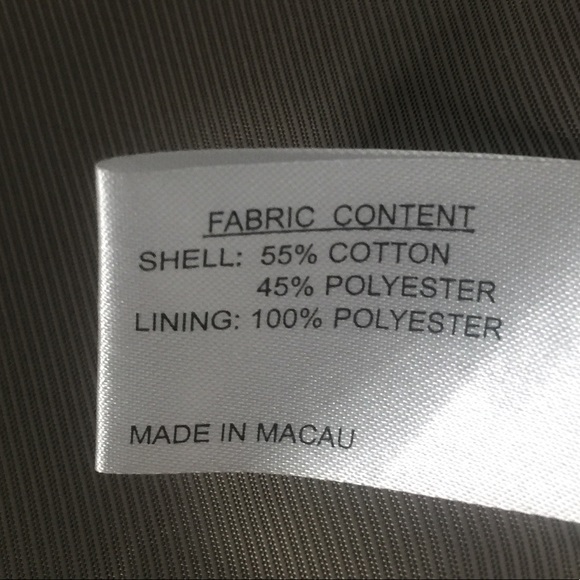 FABRIC CONTENT
SHELL: 55% COTTON
45% POLYESTER
LINING: 100% POLYESTER
MADE IN MACAU